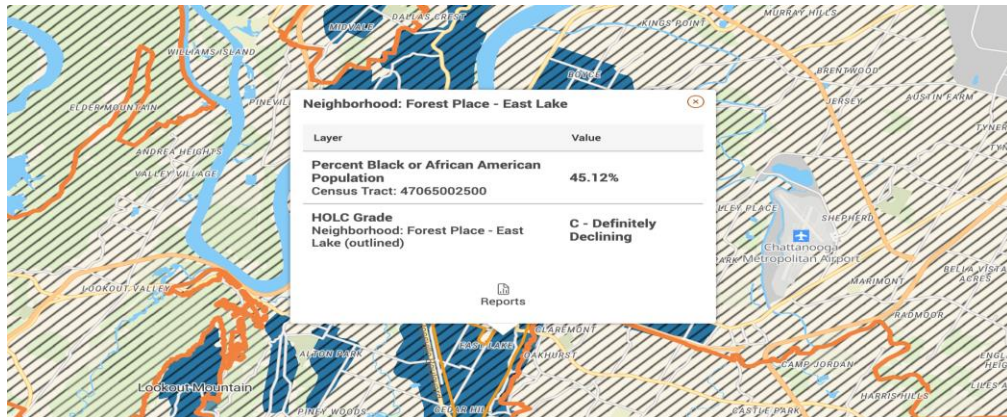 DALLAS CREST
MIDVALE
KINGS POINT
MURRAY HILLS
WILLIAMS ISLAND
BOYCE
BRENTWOOD
ELDER MOUNTAIN
JERSEY
AUSTIN FARM
Neighborhood: Forest Place - East Lake
Layer Value
Percent Black or African American
Population
45.12%
Census Tract: 47065002500
HOLC Grade
Neighborhood: Forest Place - East
Lake (outlined)
C - Definitely
Declining
Reports
ANDREA HEIGHTS
VALLEY VILLAGE
SHEPHERD
Chattanooga
Metropolitan Airport
BELLA VISTA
ACRES
MARIMONT
LOOKOUT VALLEY
RADMOOR
CLAREMONT
EAST LAKE
ALTON PARK
OAKHURST
CAMP JORDAN
Lookout Mountain
HARRIS HILLS
PINEY WOODS
CEDAR HILL
CASTLE PARK